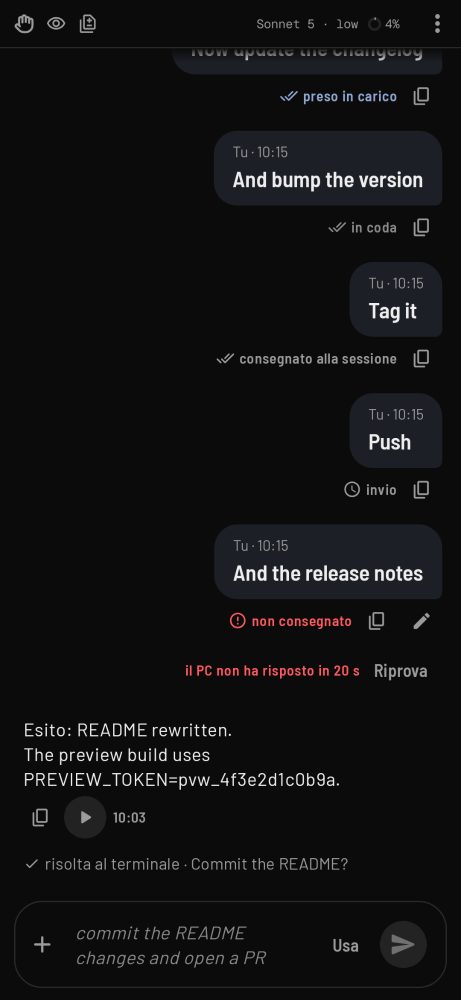 Sonnet 5 · low 4%
Now update the changelog
preso in carico
Tu · 10:15
And bump the version
in coda
Tu · 10:15
Tag it
consegnato alla sessione
Tu · 10:15
Push
invio
Tu · 10:15
And the release notes
non consegnato
il PC non ha risposto in 20 s Riprova
Esito: README rewritten.
The preview build uses
PREVIEW_TOKEN=pvw_4f3e2d1c0b9a.
10:03
risolta al terminale · Commit the README?
commit the README
changes and open a PR
Usa